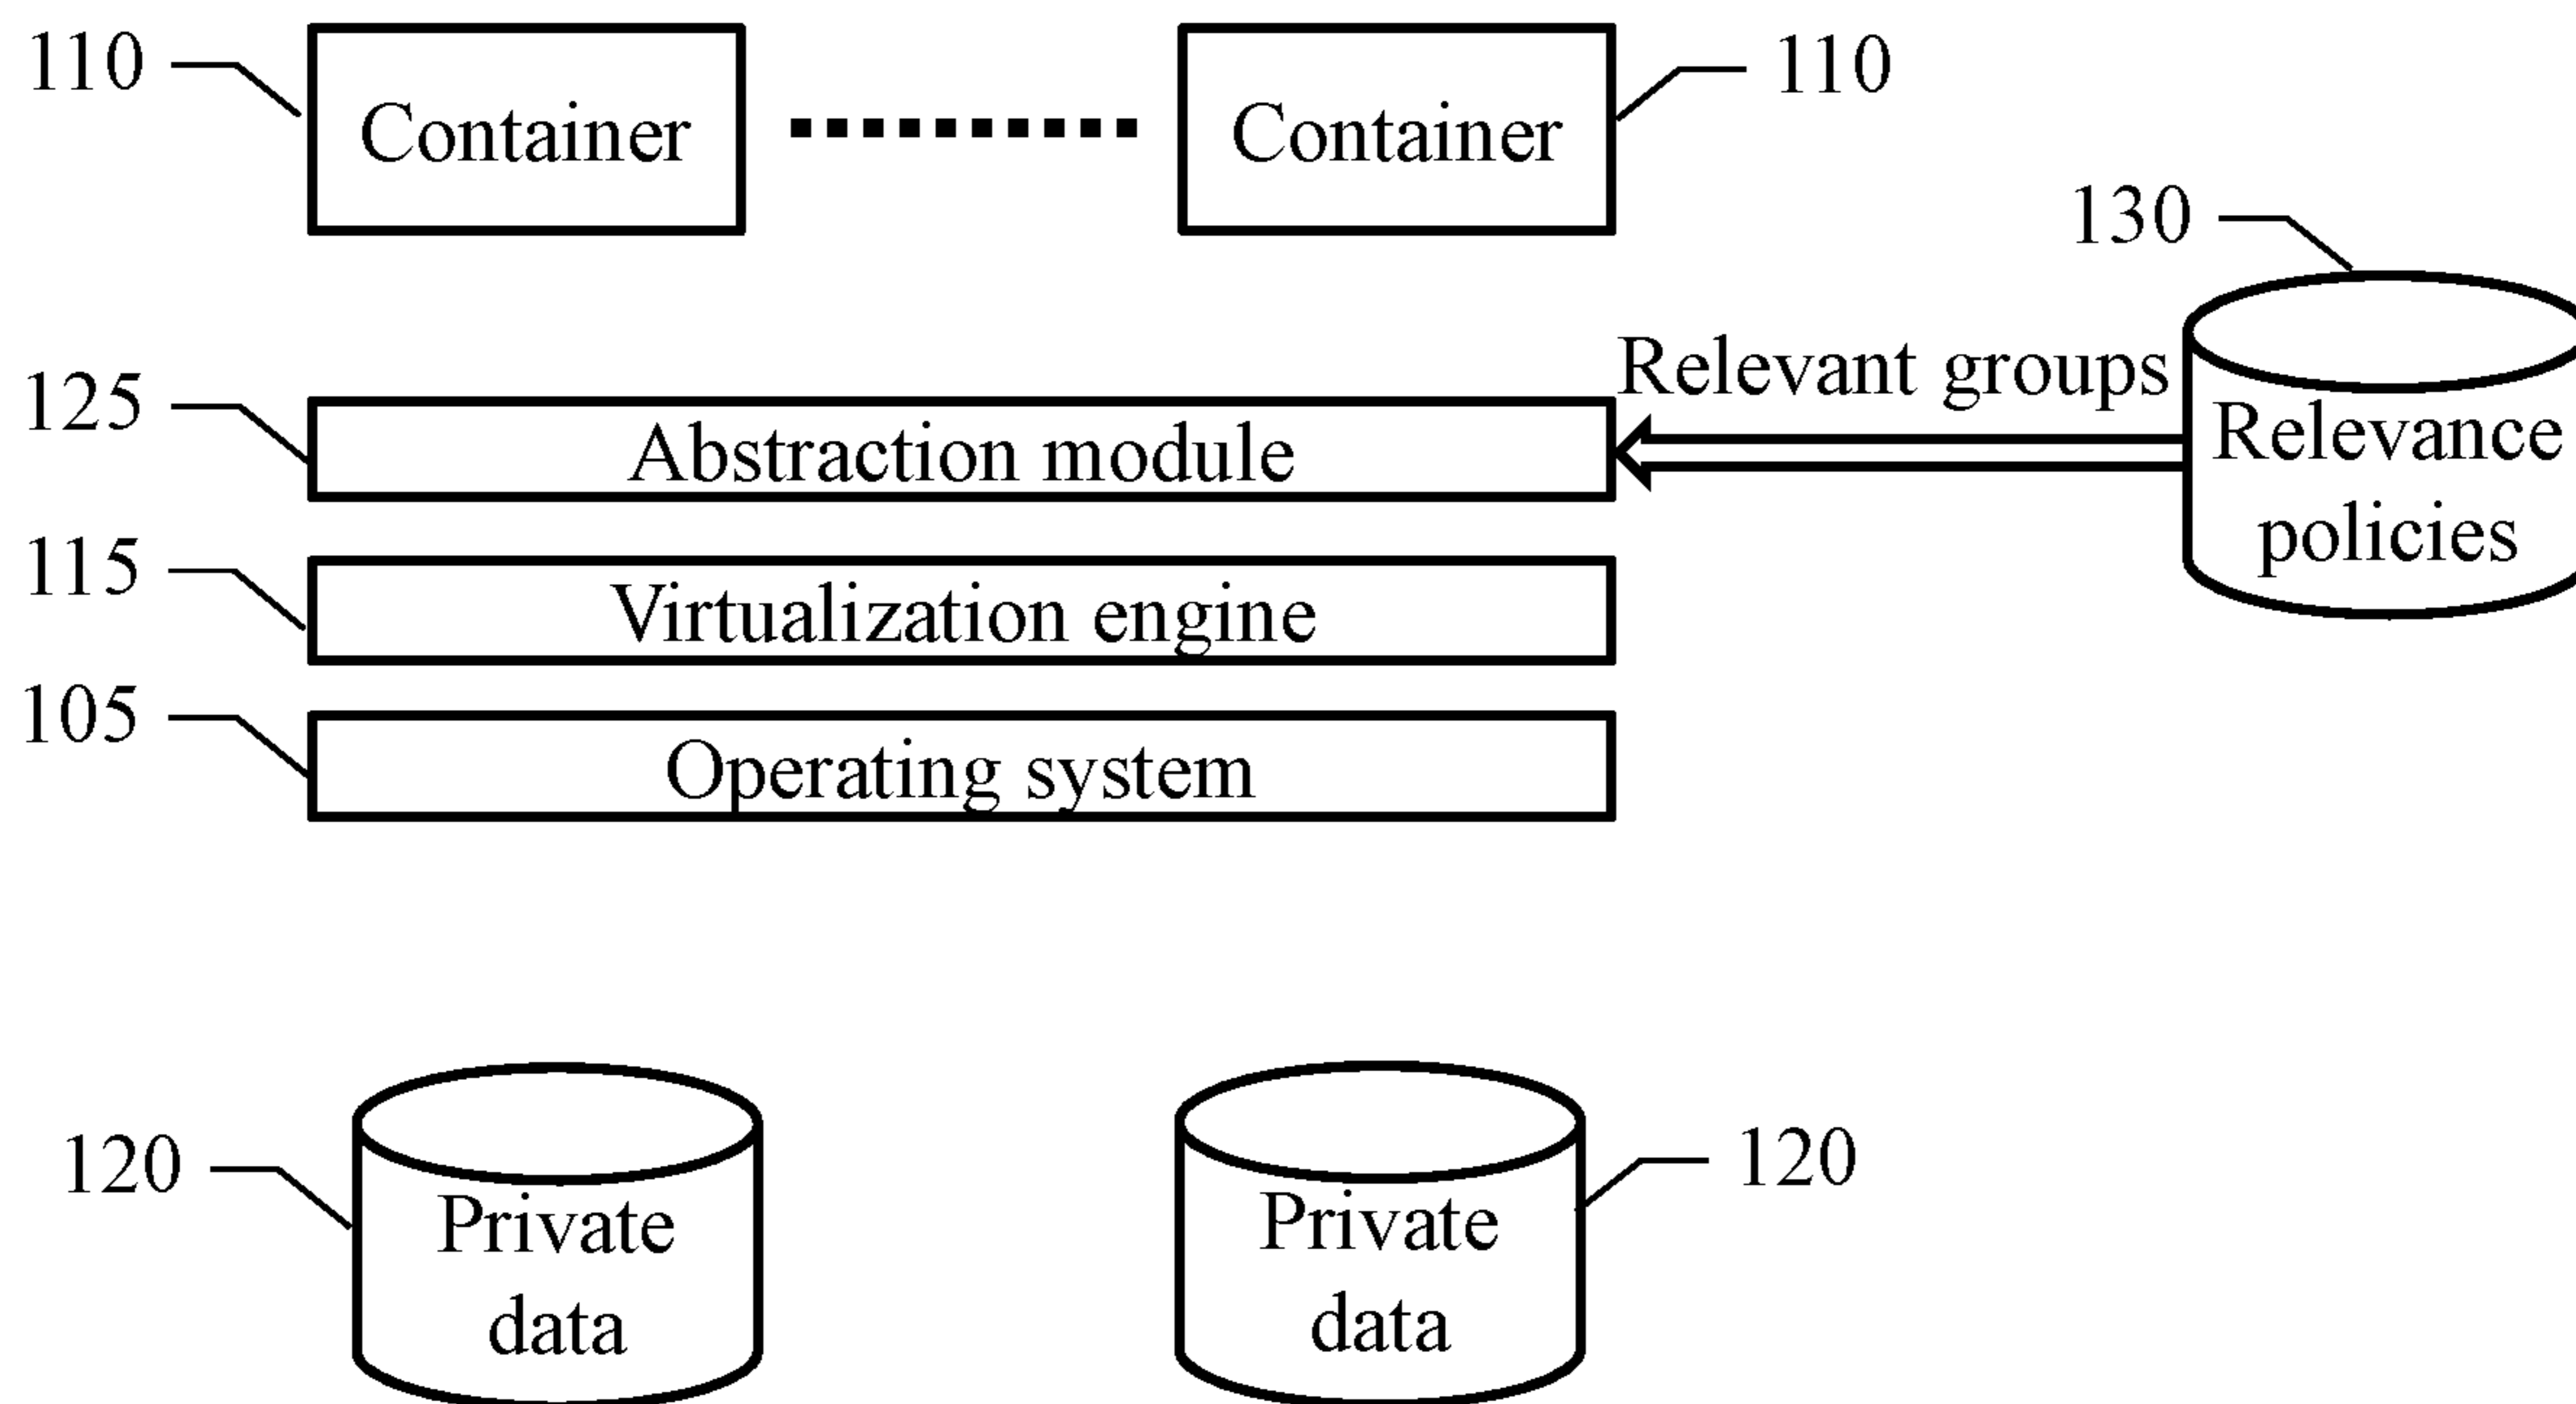 110
Container
Container
110
130
Relevant groups
125
Abstraction module
Relevance
policies
115
Virtualization engine
105
Operating system
120
Private
data
Private
data
120